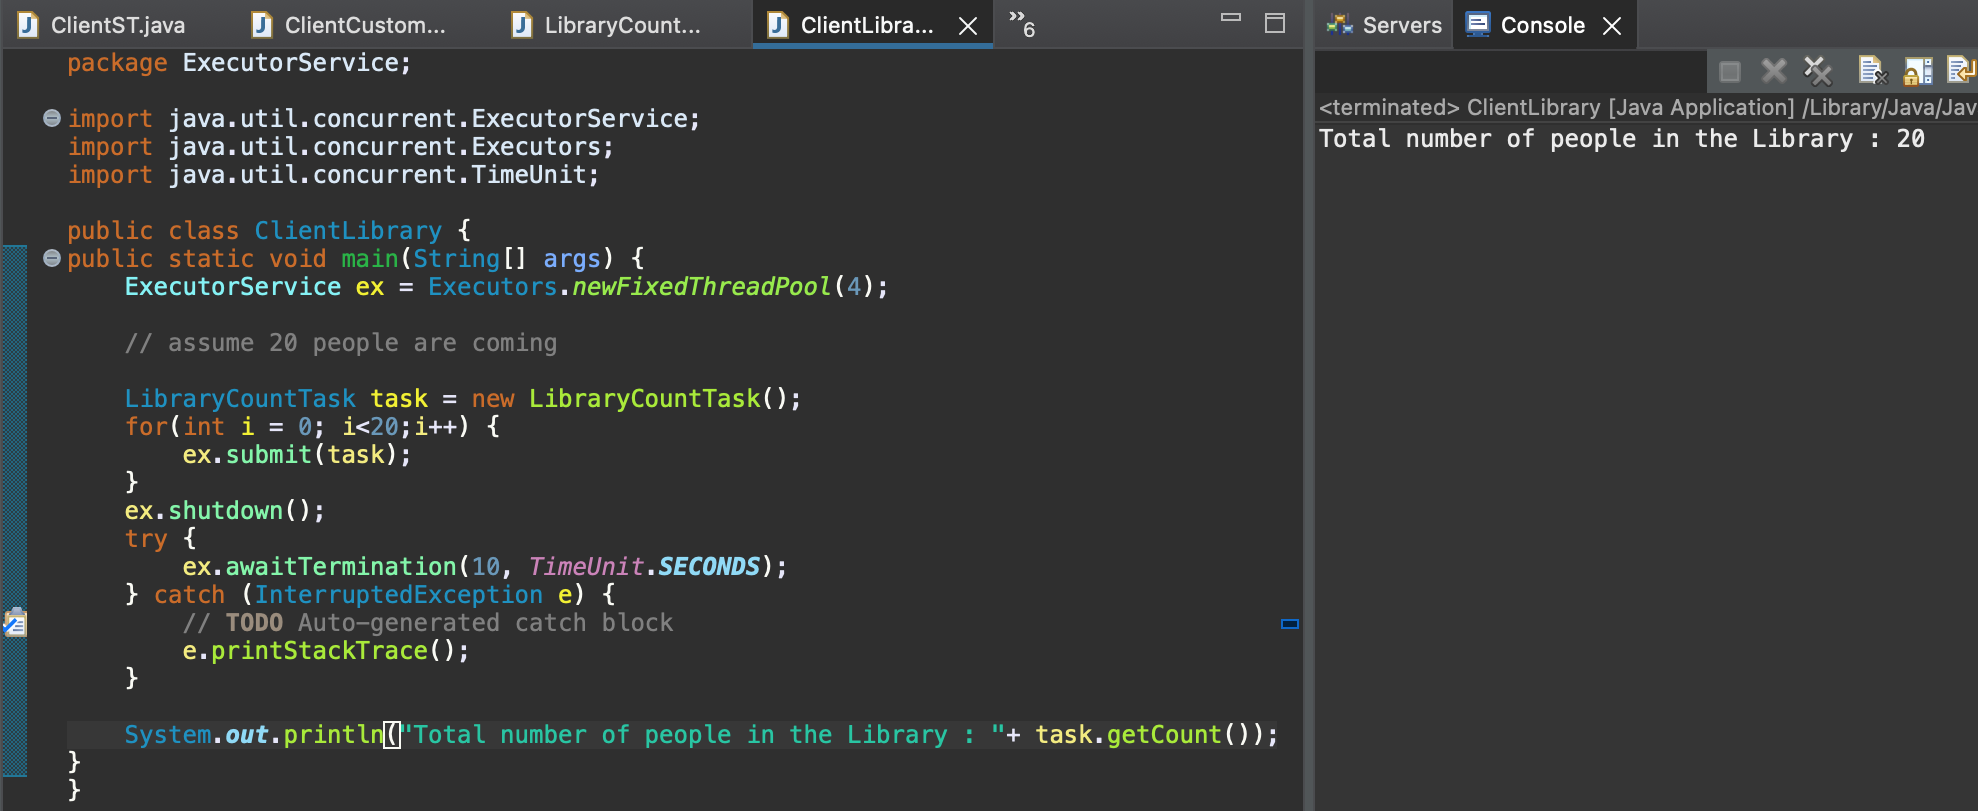 ClientST.java
ClientCustom...
LibraryCount...
ClientLibra...
»6
package ExecutorService;
import java.util.concurrent.ExecutorService;
import java.util.concurrent.Executors;
import java.util.concurrent.TimeUnit;
public class ClientLibrary {
public static void main(String[] args) {
ExecutorService ex = Executors.newFixedThreadPool(4);
// assume 20 people are coming
LibraryCountTask task = new LibraryCountTask();
for(int i = 0; i<20;i++) {
ex.submit(task);
}
ex.shutdown();
try {
ex.awaitTermination(10, TimeUnit.SECONDS);
} catch (InterruptedException e) {
// TODO Auto-generated catch block
e.printStackTrace();
}
System.out.println("Total number of people in the Library : "+ task.getCount());
}
}
Servers
Console
<terminated> ClientLibrary [Java Application] /Library/Java/Jav
Total number of people in the Library : 20